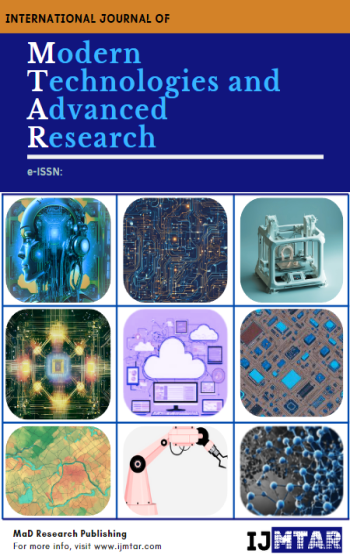 INTERNATIONAL JOURNAL OF
Modern
Technologies and
Advanced
Research
e-ISSN:
MaD Research Publishing
For more info, visit www.ijmtar.com
IJMTAR